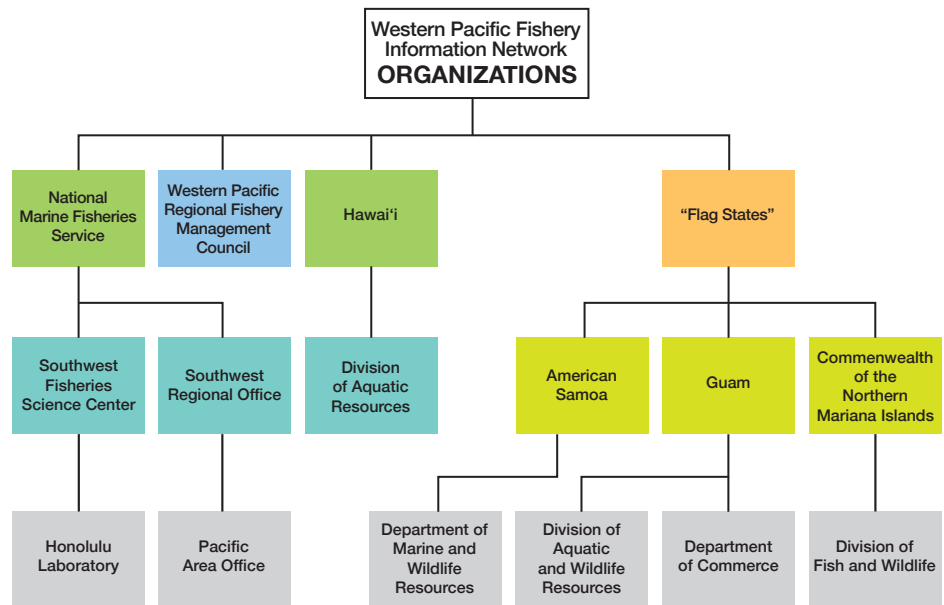 Western Pacific Fishery
Information Network
ORGANIZATIONS
National
Marine Fisheries
Service
Western Pacific
Regional Fishery
Management
Council
Hawaiʻi
“Flag States”
Southwest
Fisheries
Science Center
Southwest
Regional Office
Division
of Aquatic
Resources
American
Samoa
Guam
Commonwealth
of the
Northern
Mariana Islands
Honolulu
Laboratory
Pacific
Area Office
Department of
Marine and
Wildlife
Resources
Division of
Aquatic
and Wildlife
Resources
Department
of Commerce
Division of
Fish and Wildlife